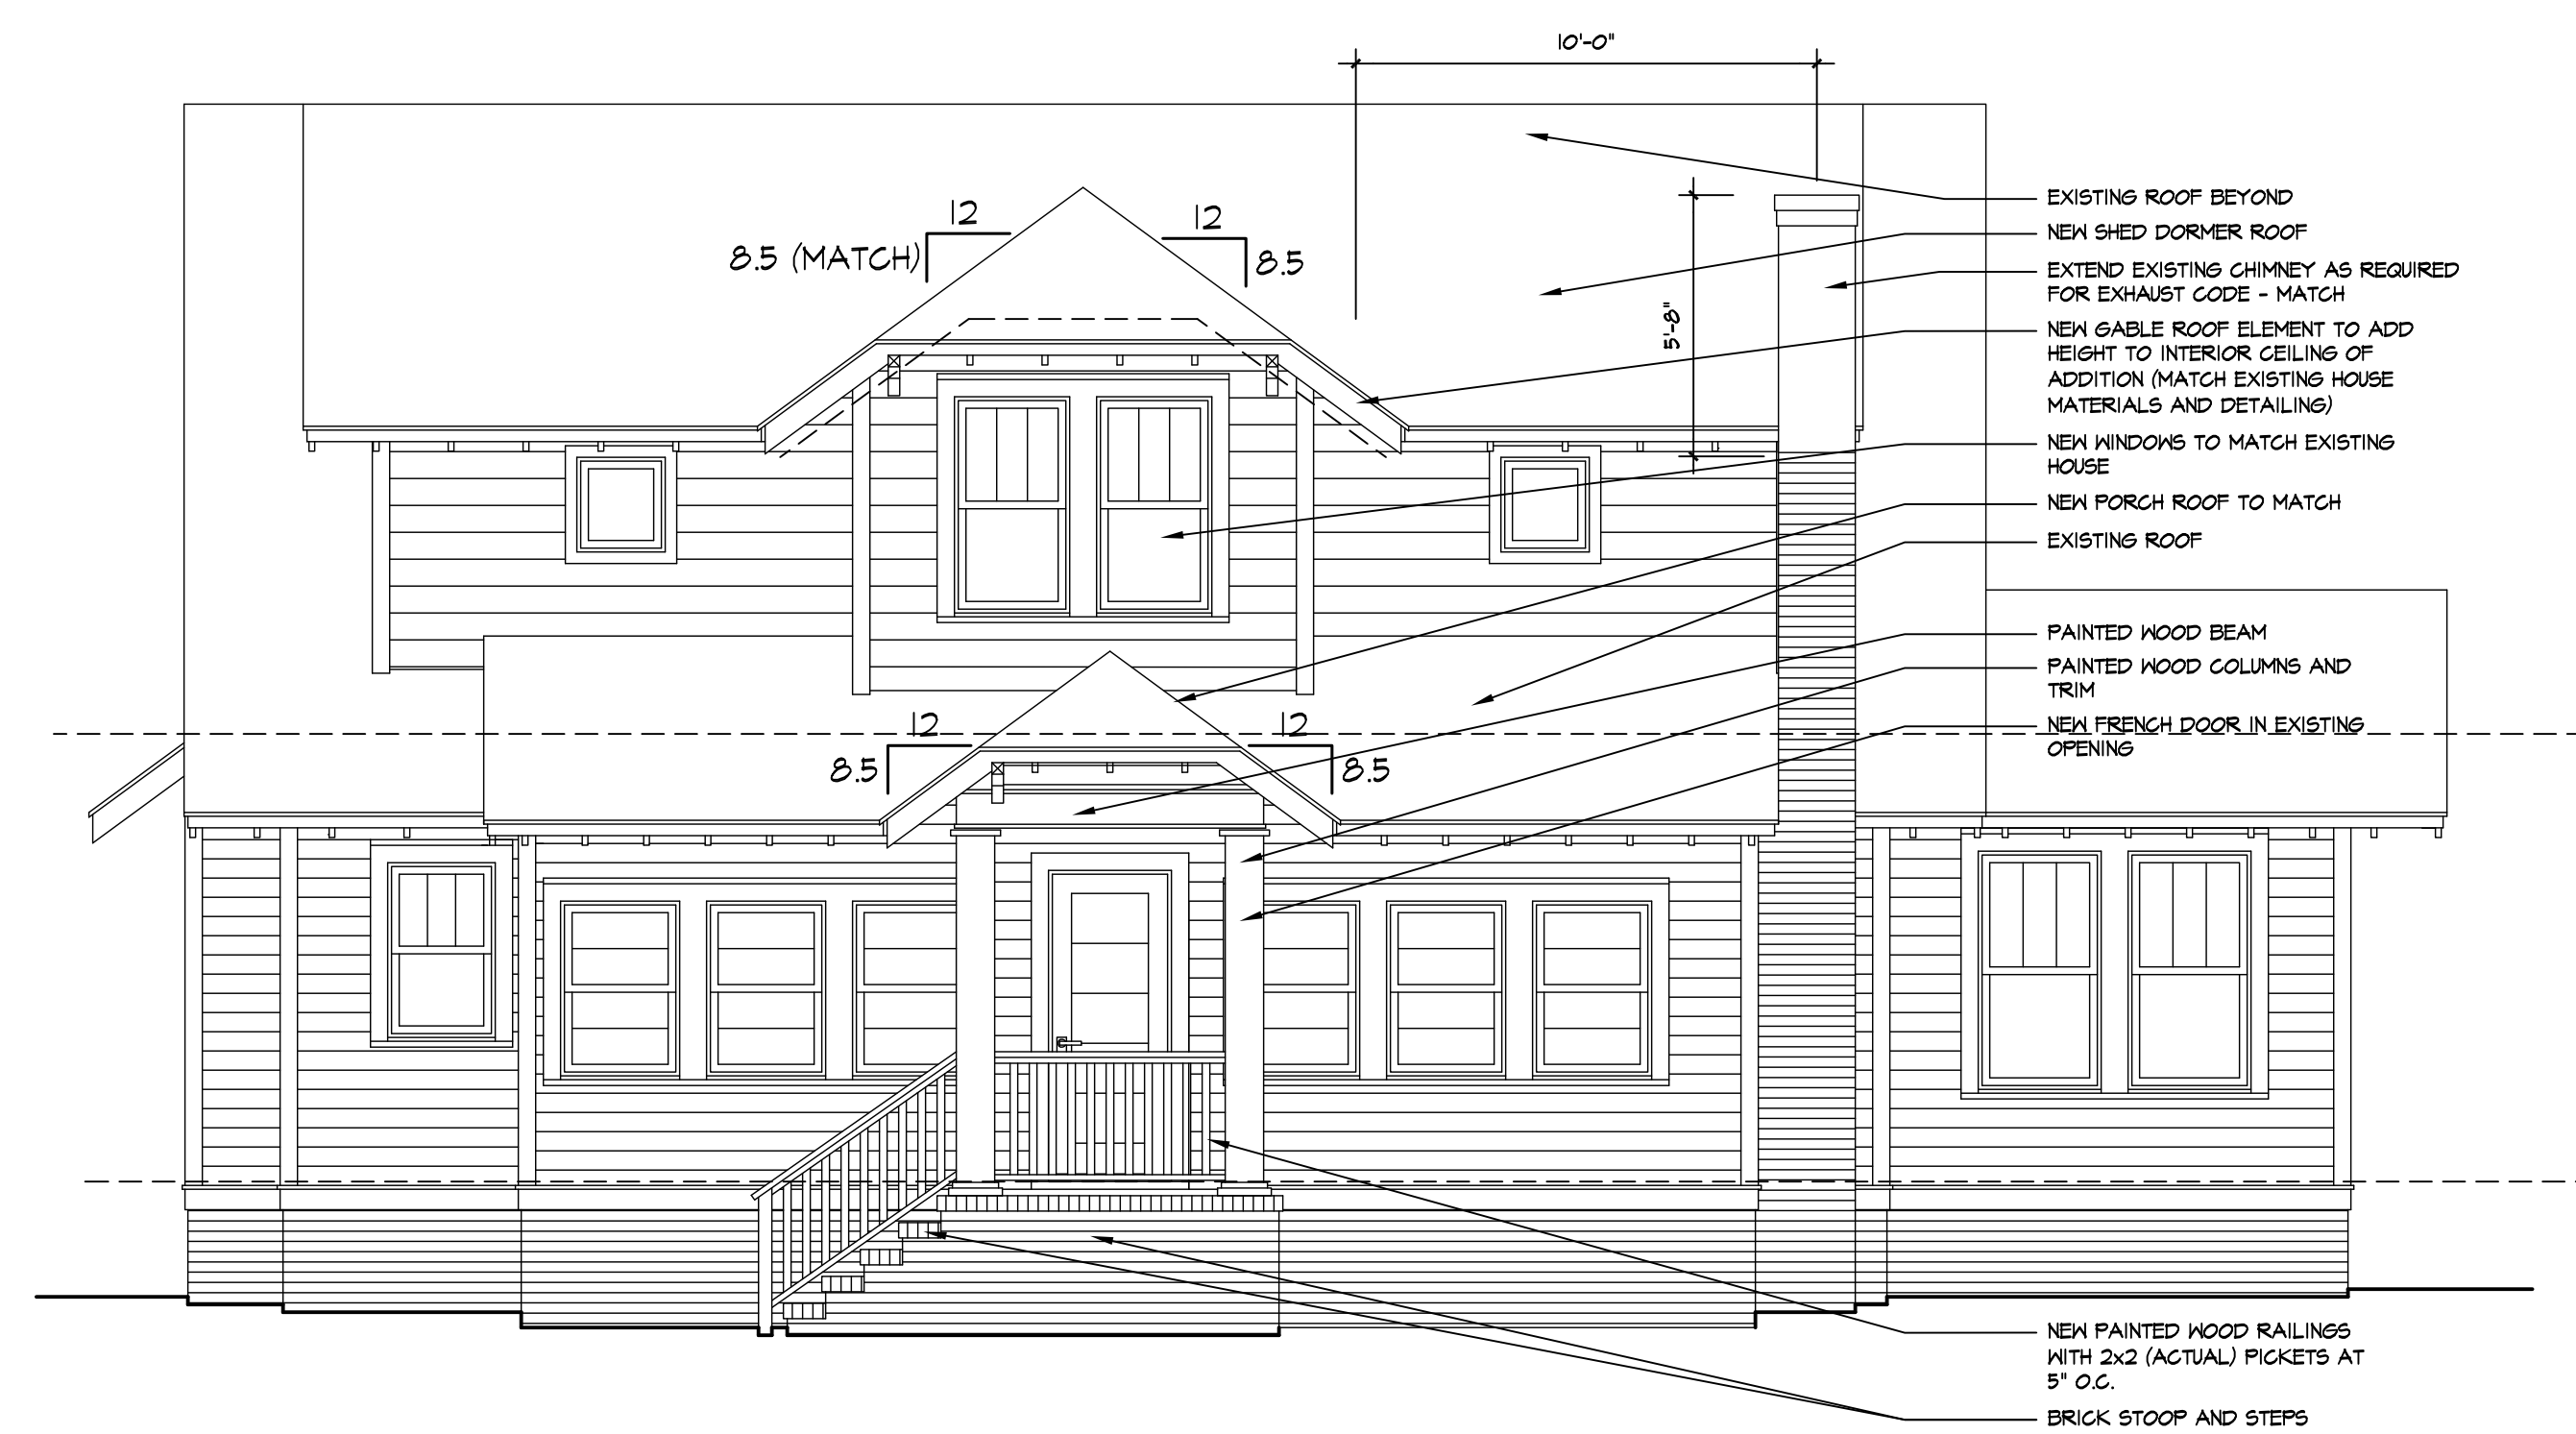 10'-0"
12
12
8.5 (MATCH)
8.5
5'-8"
EXISTING ROOF BEYOND
NEW SHED DORMER ROOF
EXTEND EXISTING CHIMNEY AS REQUIRED
FOR EXHAUST CODE - MATCH
NEW GABLE ROOF ELEMENT TO ADD
HEIGHT TO INTERIOR CEILING OF
ADDITION (MATCH EXISTING HOUSE
MATERIALS AND DETAILING)
NEW WINDOWS TO MATCH EXISTING
HOUSE
NEW PORCH ROOF TO MATCH
EXISTING ROOF
PAINTED WOOD BEAM
PAINTED WOOD COLUMNS AND
TRIM
NEW FRENCH DOOR IN EXISTING
OPENING
12
12
8.5
8.5
NEW PAINTED WOOD RAILINGS
WITH 2x2 (ACTUAL) PICKETS AT
5" O.C.
BRICK STOOP AND STEPS